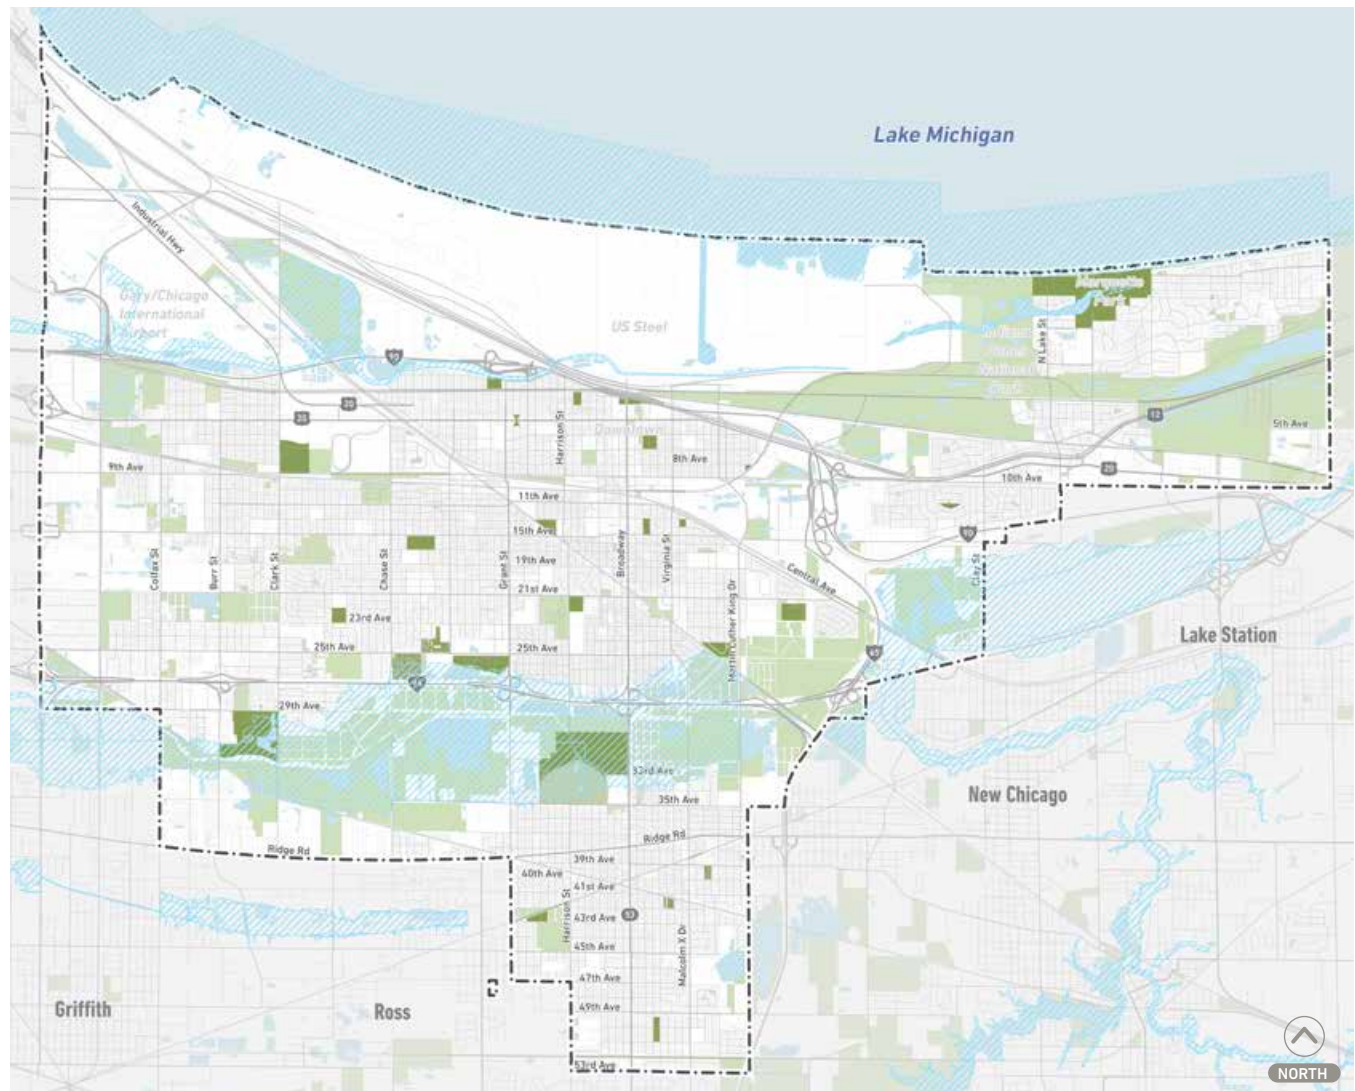 Lake Michigan
Industrial Hwy
Gary/Chicago
International
Airport
US Steel
Marquette
Park
N Lake St
90
20
20
12
5th Ave
Harrison St
Downtown
8th Ave
9th Ave
20
10th Ave
11th Ave
15th Ave
90
Colfax St
Burr St
Clark St
Chase St
Grant St
19th Ave
Broadway
Virginia St
Central Ave
Clay St
21st Ave
Martin Luther King Dr
23rd Ave
25th Ave
25th Ave
Lake Station
65
29th Ave
33rd Ave
35th Ave
New Chicago
Ridge Rd
Ridge Rd
39th Ave
40th Ave
41st Ave
Harrison St
43rd Ave
53
45th Ave
Malcolm X Dr
47th Ave
49th Ave
Griffith
Ross
53rd Ave
NORTH